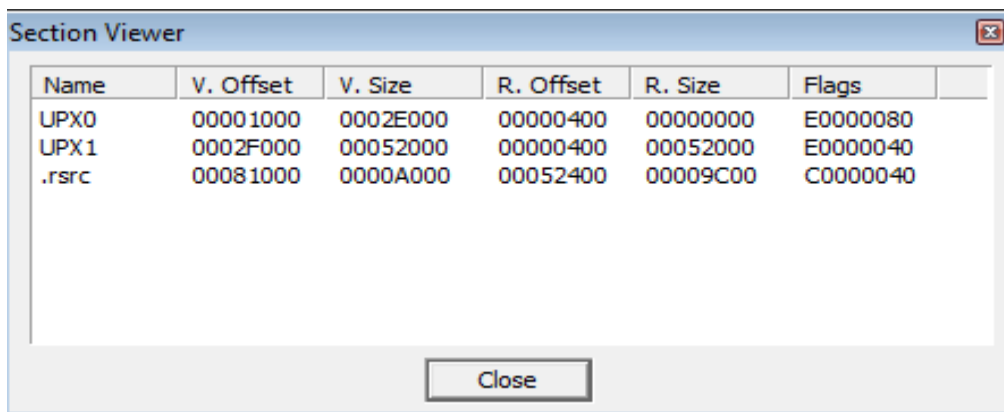 Section Viewer
Name V. Offset V. Size R. Offset R. Size Flags
UPX0 00001000 0002E000 00000400 00000000 E0000080
UPX1 0002F000 00052000 00000400 00052000 E0000040
.rsrc 00081000 0000A000 00052400 00009C00 C0000040
Close